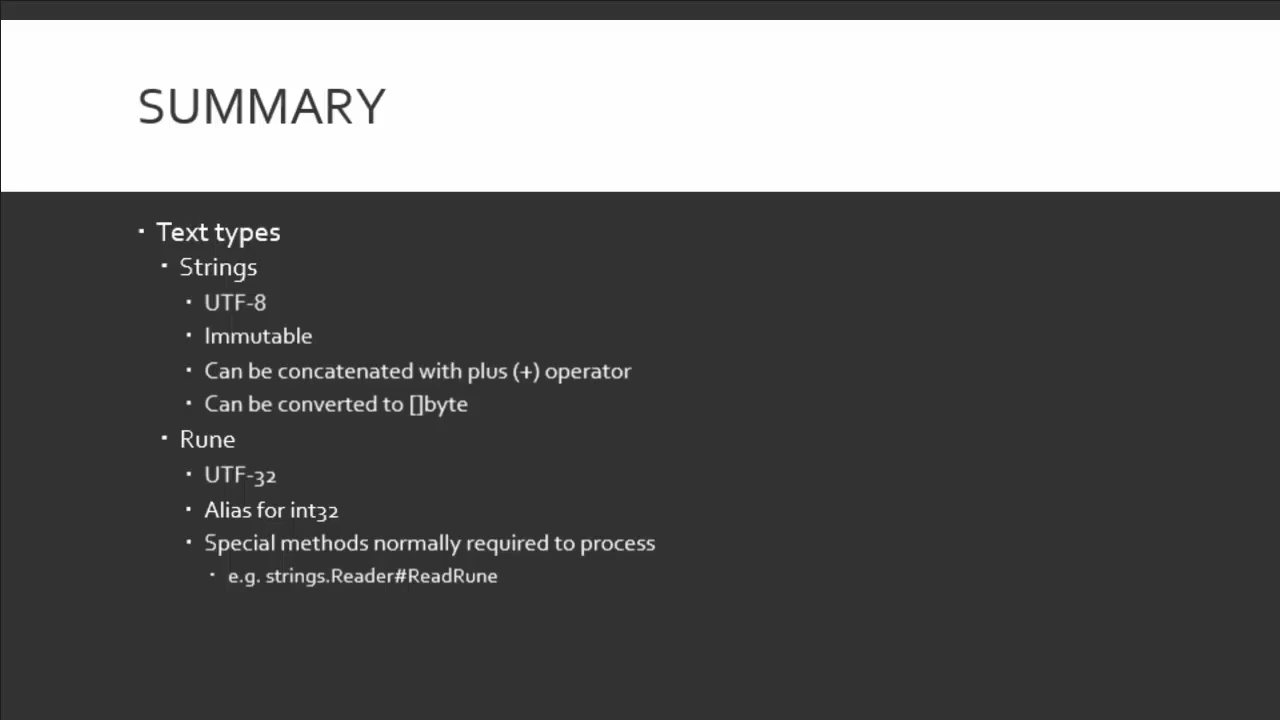 SUMMARY
▪ Text types
▪ Strings
▪ UTF-8
▪ Immutable
▪ Can be concatenated with plus (+) operator
▪ Can be converted to []byte
▪ Rune
▪ UTF-32
▪ Alias for int32
▪ Special methods normally required to process
▪ e.g. strings.Reader#ReadRune